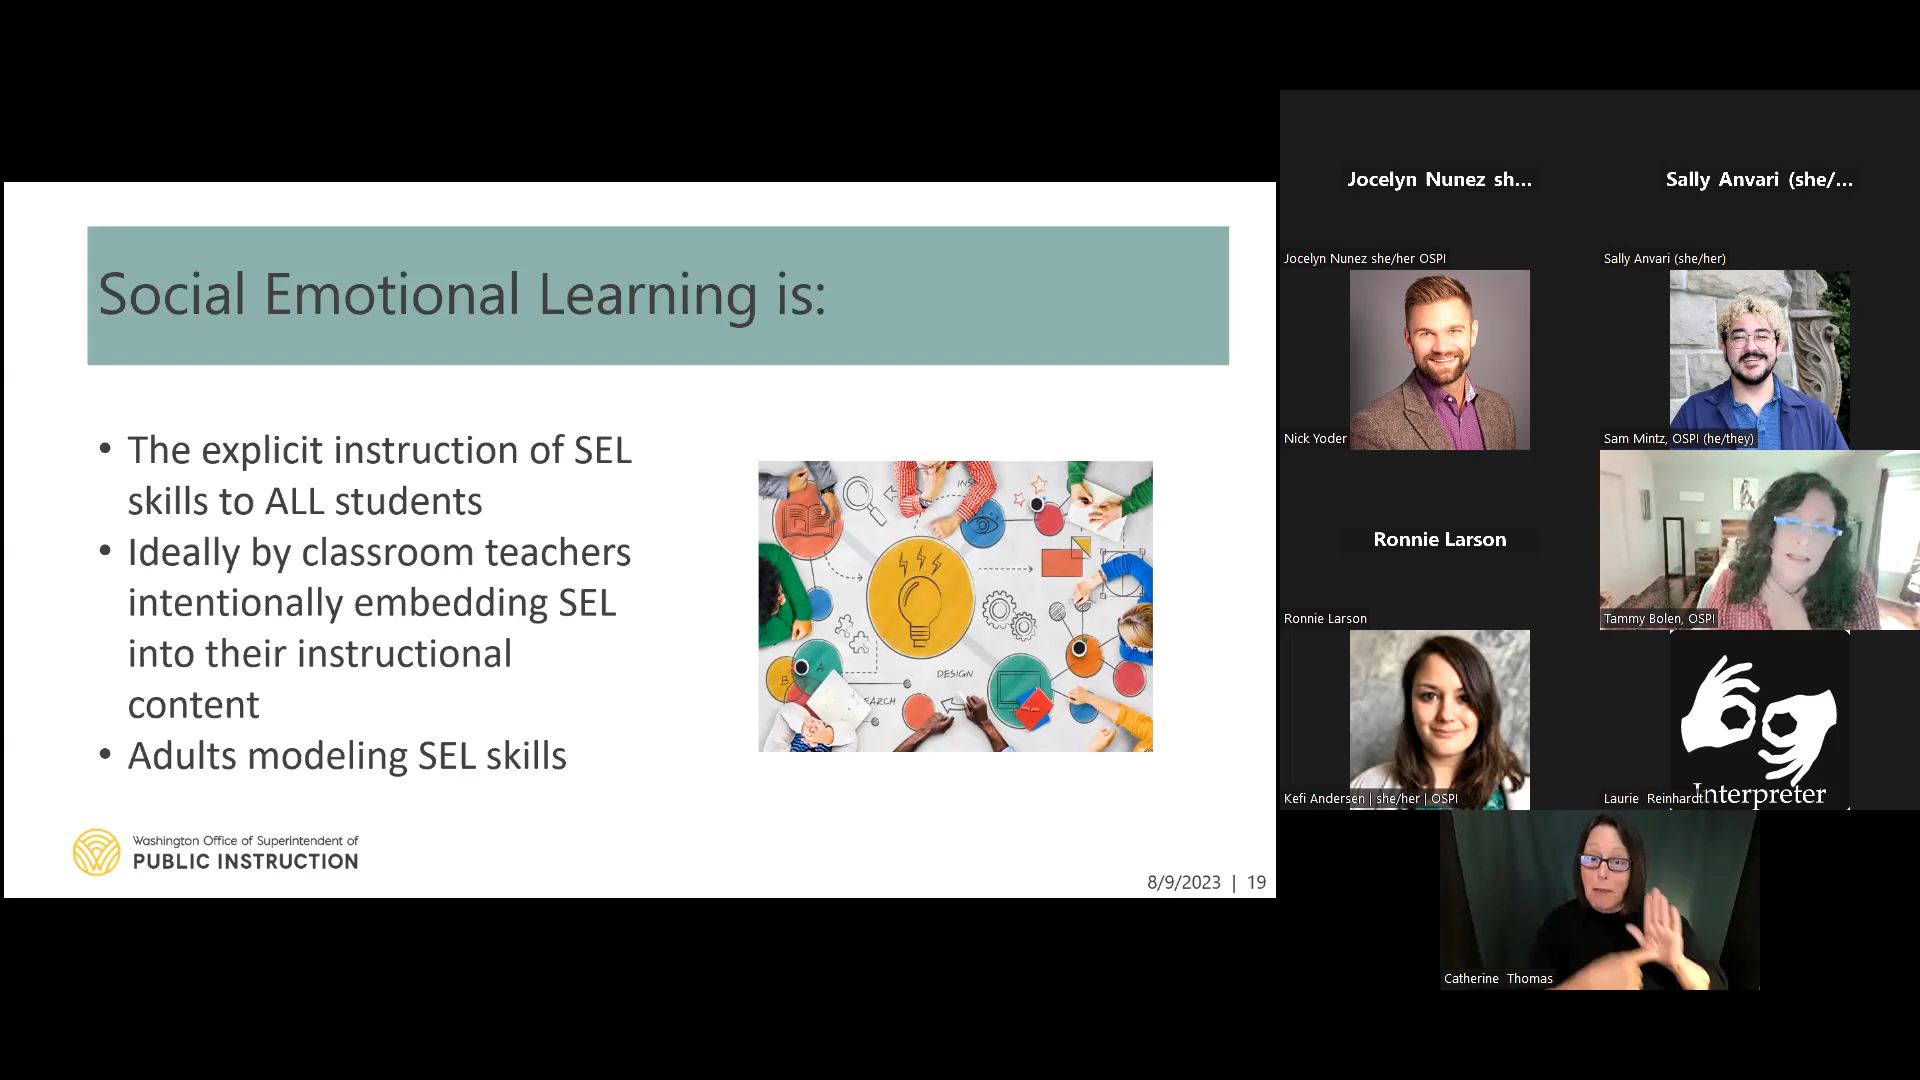 Social Emotional Learning is:
• The explicit instruction of SEL
skills to ALL students
• Ideally by classroom teachers
intentionally embedding SEL
into their instructional
content
• Adults modeling SEL skills
INS
DESIGN
A
B
EARCH
Washington Office of Superintendent of
PUBLIC INSTRUCTION
8/9/2023 | 19
Jocelyn Nunez sh...
Sally Anvari (she/...
Jocelyn Nunez she/her OSPI
Sally Anvari (she/her)
Nick Yoder
Sam Mintz, OSPI (he/they)
Ronnie Larson
Ronnie Larson
Tammy Bolen, OSPI
Kefi Andersen | she/her | OSPI
Laurie Reinhardt
Interpreter
Catherine Thomas